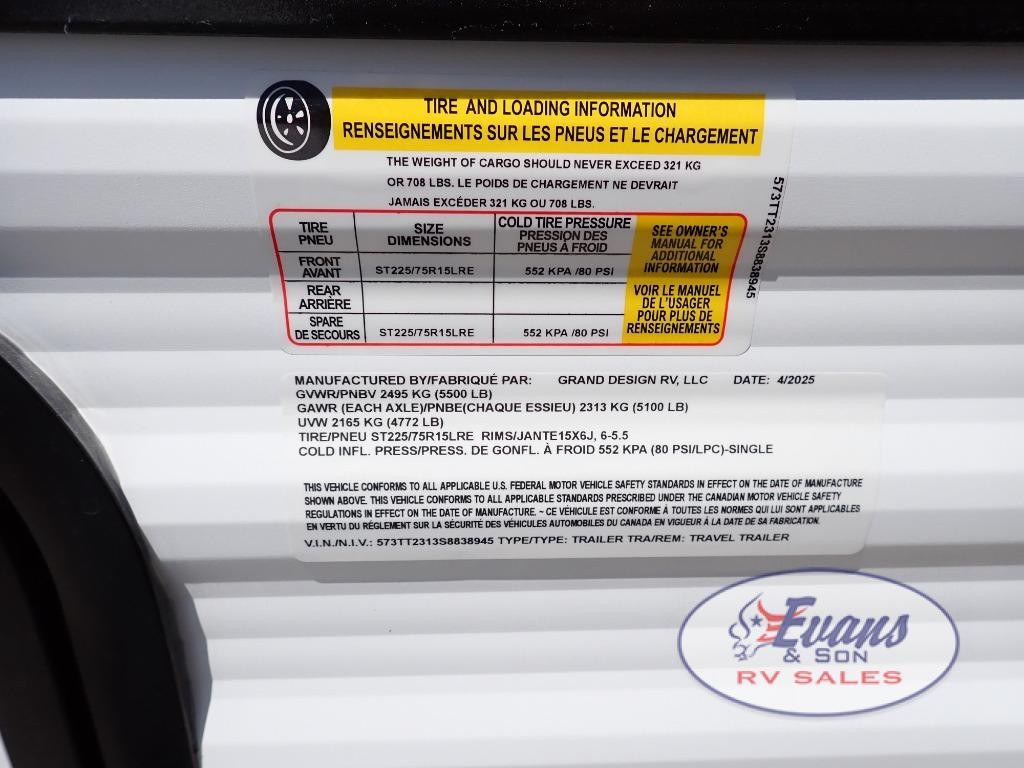 TIRE AND LOADING INFORMATION
RENSEIGNEMENTS SUR LES PNEUS ET LE CHARGEMENT
THE WEIGHT OF CARGO SHOULD NEVER EXCEED 321 KG
OR 708 LBS. LE POIDS DE CHARGEMENT NE DEVRAIT
JAMAIS EXCÉDER 321 KG OU 708 LBS.
TIRE
PNEU
SIZE
DIMENSIONS
COLD TIRE PRESSURE
PRESSION DES
PNEUS À FROID
SEE OWNER'S
MANUAL FOR
ADDITIONAL
INFORMATION
FRONT
AVANT
ST225/75R15LRE
552 KPA /80 PSI
REAR
ARRIÈRE
VOIR LE MANUEL
DE L'USAGER
POUR PLUS DE
RENSEIGNEMENTS
SPARE
DE SECOURS
ST225/75R15LRE
552 KPA /80 PSI
573TT2313S8838945
MANUFACTURED BY/FABRIQUÉ PAR: GRAND DESIGN RV, LLC DATE: 4/2025
GVWR/PNBV 2495 KG (5500 LB)
GAWR (EACH AXLE)/PNBE(CHAQUE ESSIEU) 2313 KG (5100 LB)
UVW 2165 KG (4772 LB)
TIRE/PNEU ST225/75R15LRE RIMS/JANTE15X6J, 6-5.5
COLD INFL. PRESS/PRESS. DE GONFL. À FROID 552 KPA (80 PSI/LPC)-SINGLE
THIS VEHICLE CONFORMS TO ALL APPLICABLE U.S. FEDERAL MOTOR VEHICLE SAFETY STANDARDS IN EFFECT ON THE DATE OF MANUFACTURE
SHOWN ABOVE. THIS VEHICLE CONFORMS TO ALL APPLICABLE STANDARDS PRESCRIBED UNDER THE CANADIAN MOTOR VEHICLE SAFETY
REGULATIONS IN EFFECT ON THE DATE OF MANUFACTURE. ~ CE VÉHICULE EST CONFORME À TOUTES LES NORMES QUI LUI SONT APPLICABLES
EN VERTU DU RÉGLEMENT SUR LA SÉCURITÉ DES VÉHICULES AUTOMOBILES DU CANADA EN VIGUEUR À LA DATE DE SA FABRICATION.
V.I.N./N.I.V.: 573TT2313S8838945 TYPE/TYPE: TRAILER TRA/REM: TRAVEL TRAILER
Evans
& SON
RV SALES